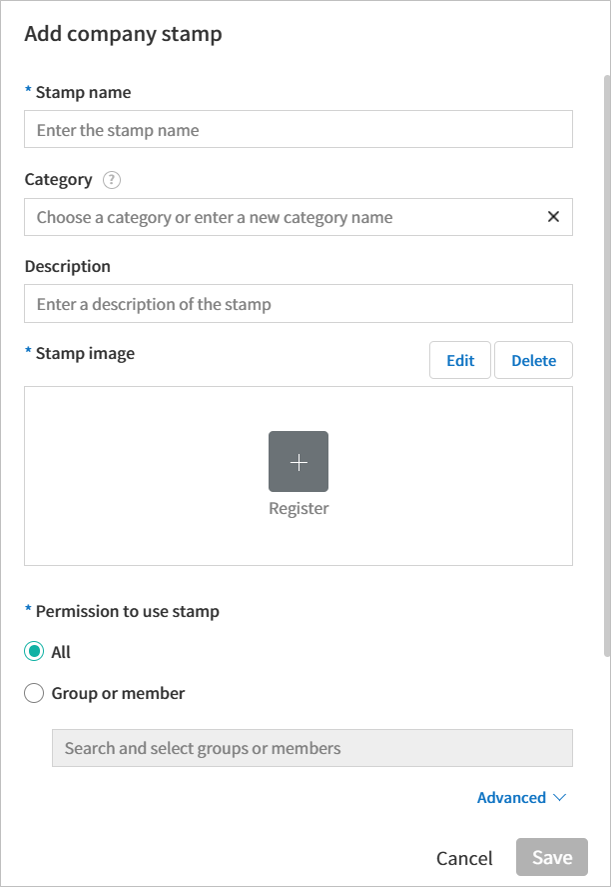 Add company stamp
* Stamp name
Enter the stamp name
Category ?
Choose a category or enter a new category name ×
Description
Enter a description of the stamp
* Stamp image Edit Delete
+
Register
* Permission to use stamp
All
Group or member
Search and select groups or members
Advanced
Cancel Save